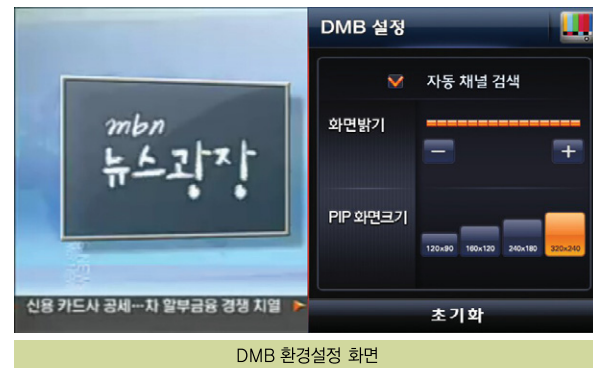 mbn
뉴스광장
신용 카드사 공세…차 할부금융 경쟁 치열
DMB 설정
자동 채널 검색
화면밝기
PIP 화면크기
120x90 160x120 240x180 320x240
초기화
DMB 환경설정 화면